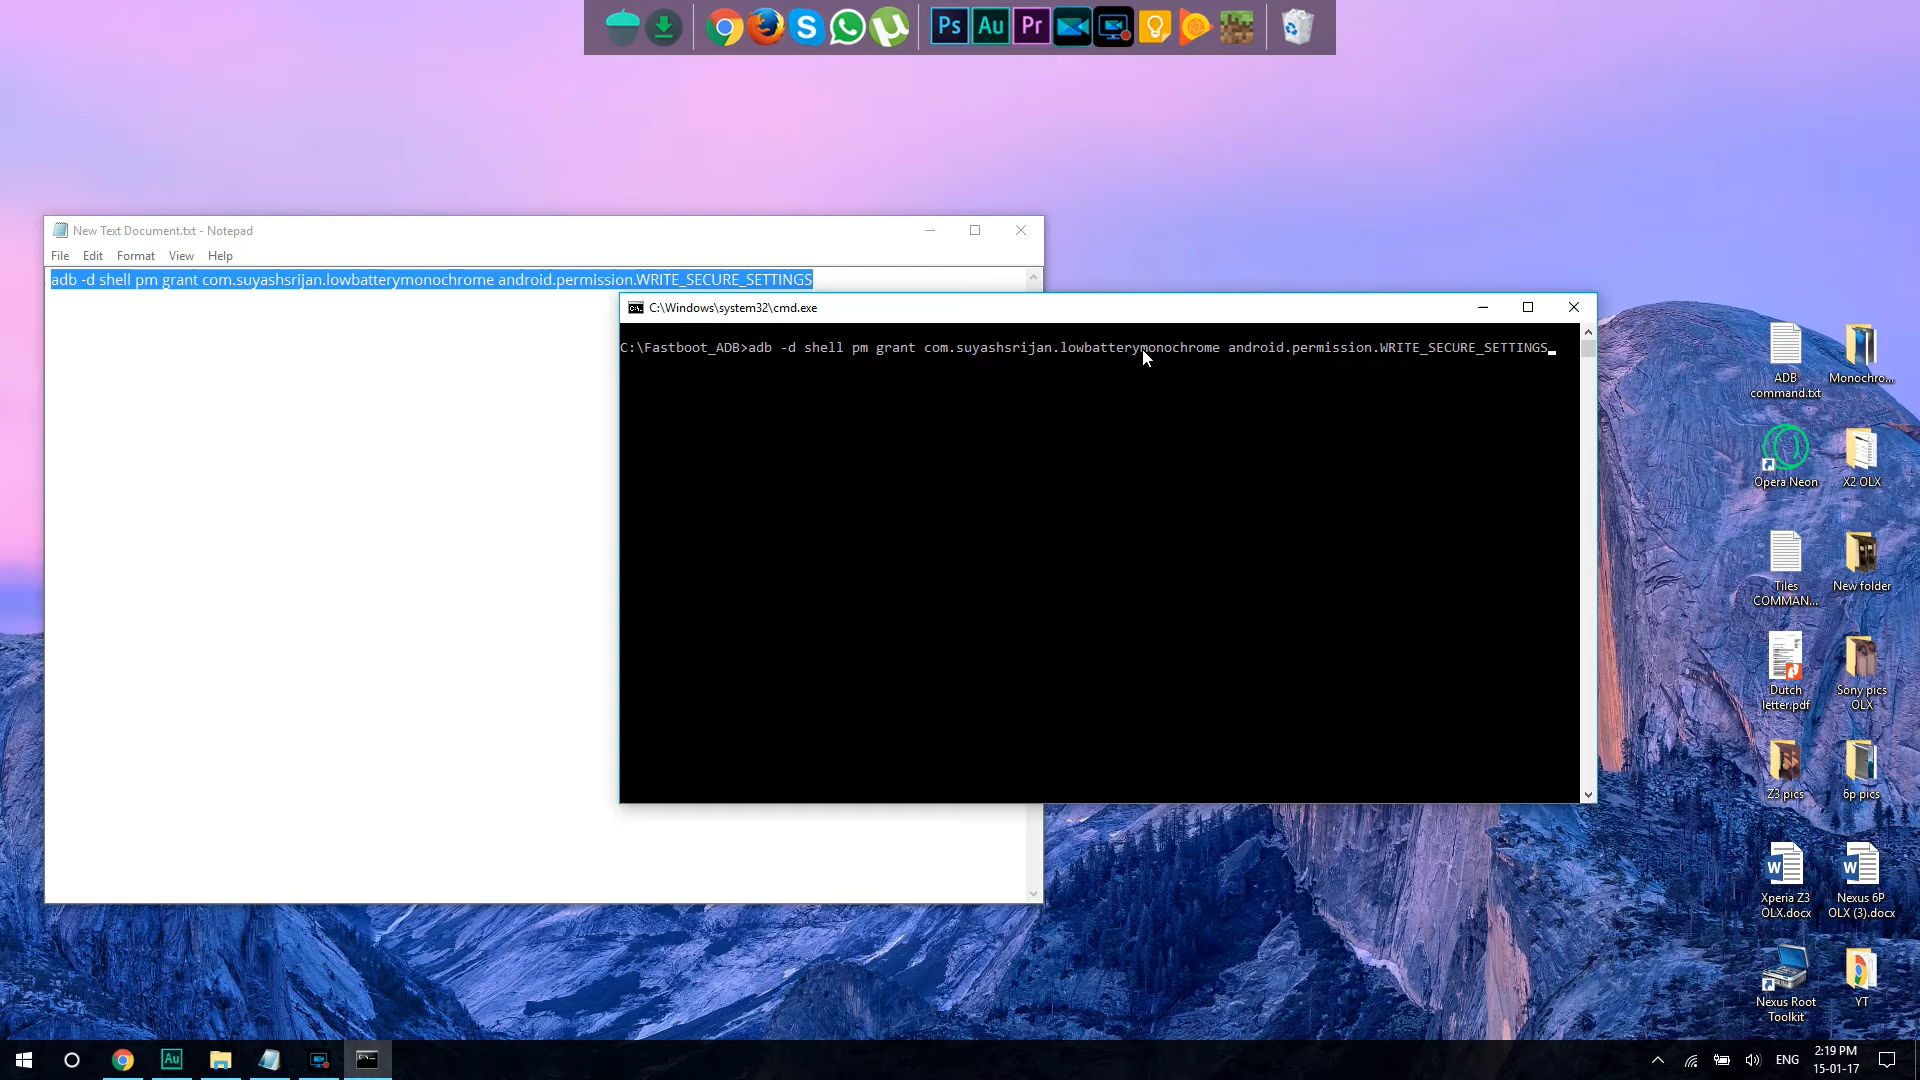 Ps Au Pr
New Text Document.txt - Notepad
File Edit Format View Help
adb -d shell pm grant com.suyashsrijan.lowbatterymonochrome android.permission.WRITE_SECURE_SETTINGS
C:\Windows\system32\cmd.exe
C:\Fastboot_ADB>adb -d shell pm grant com.suyashsrijan.lowbatterymonochrome android.permission.WRITE_SECURE_SETTINGS
ADB
command.txt
Monochro...
Opera Neon
X2 OLX
Tiles
COMMAN...
New folder
Dutch
letter.pdf
Sony pics
OLX
Z3 pics
6p pics
Xperia Z3
OLX.docx
Nexus 6P
OLX (3).docx
Nexus Root
Toolkit
YT
Au
ENG
2:19 PM
15-01-17